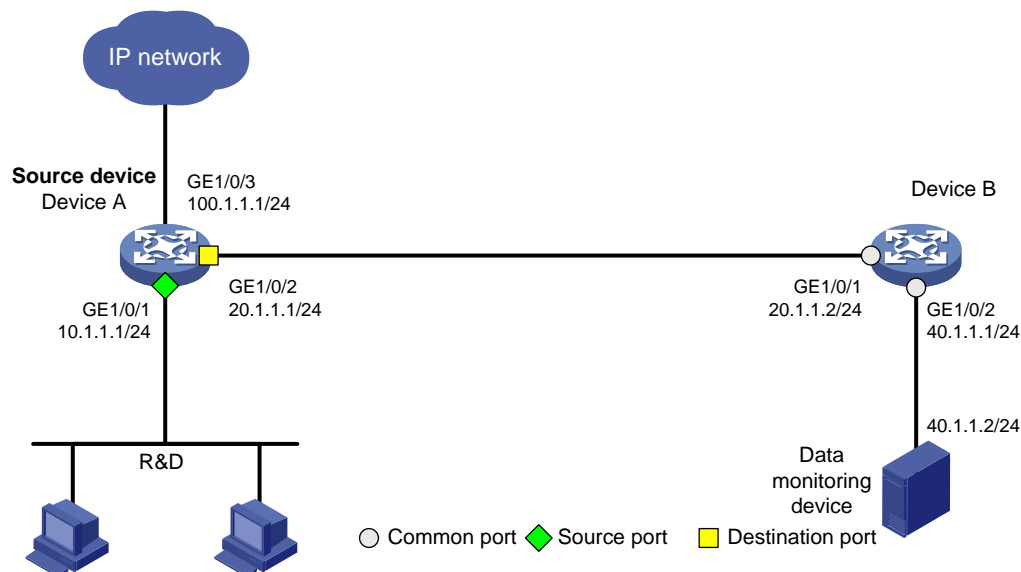 IP network
Source device
Device A
GE1/0/3
100.1.1.1/24
Device B
GE1/0/1
10.1.1.1/24
GE1/0/2
20.1.1.1/24
GE1/0/1
20.1.1.2/24
GE1/0/2
40.1.1.1/24
40.1.1.2/24
R&D
Data
monitoring
device
Common port
Source port
Destination port